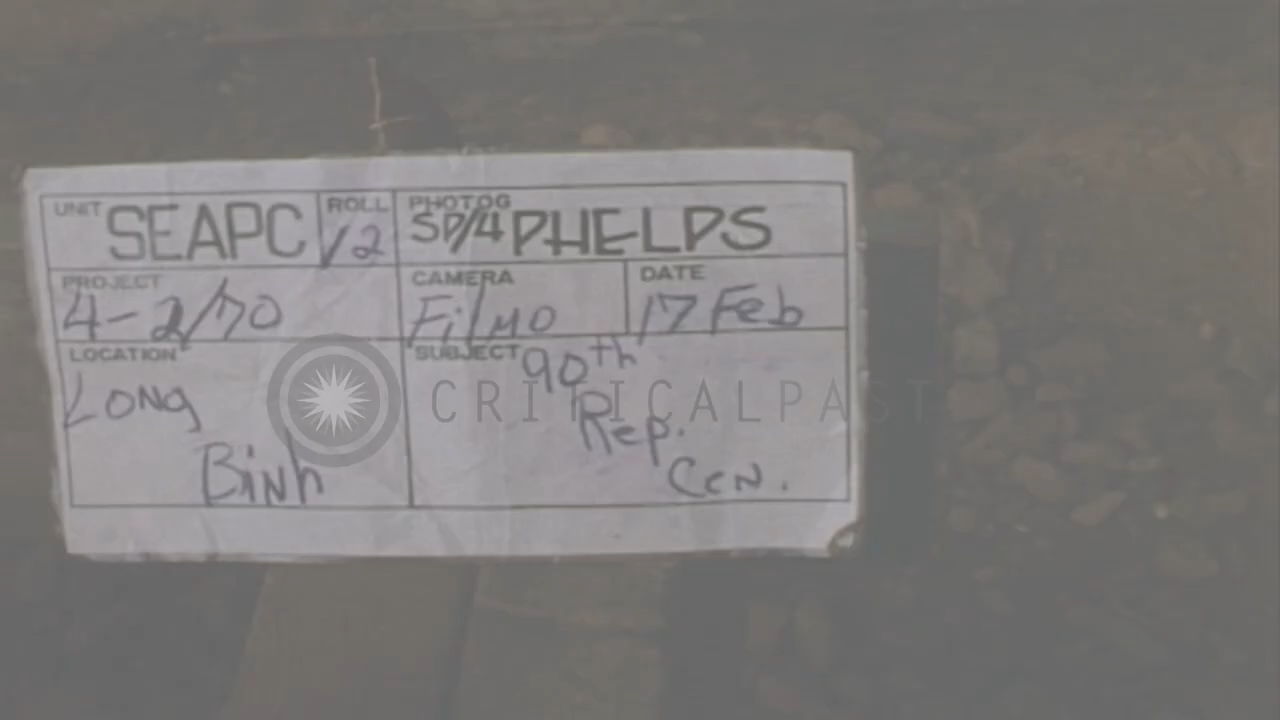 UNIT SEAPC ROLL 12 PHOTOG SP/4 PHELPS
PROJECT 4-2/70 CAMERA Filmo DATE 17 Feb
LOCATION Long Binh
SUBJECT 90th Rep. Cen.
CRITICALPAST